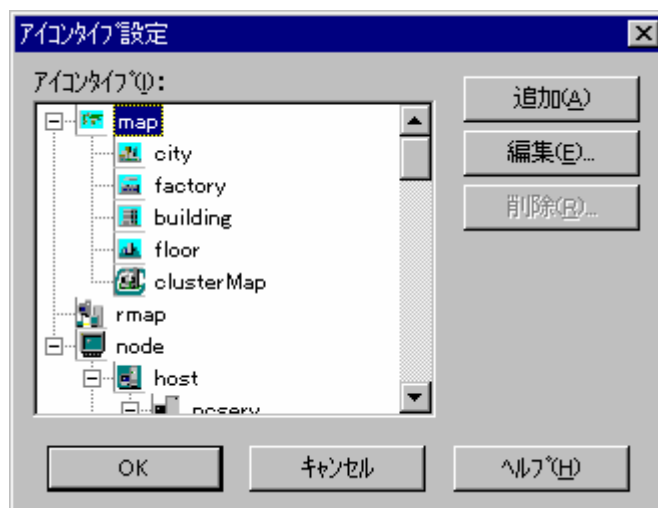 アイコンタイプ設定
アイコンタイプ(I):
map
city
factory
building
floor
clusterMap
rmap
node
host
pcserv
追加(A)
編集(E)...
削除(R)...
OK
キャンセル
ヘルプ(H)